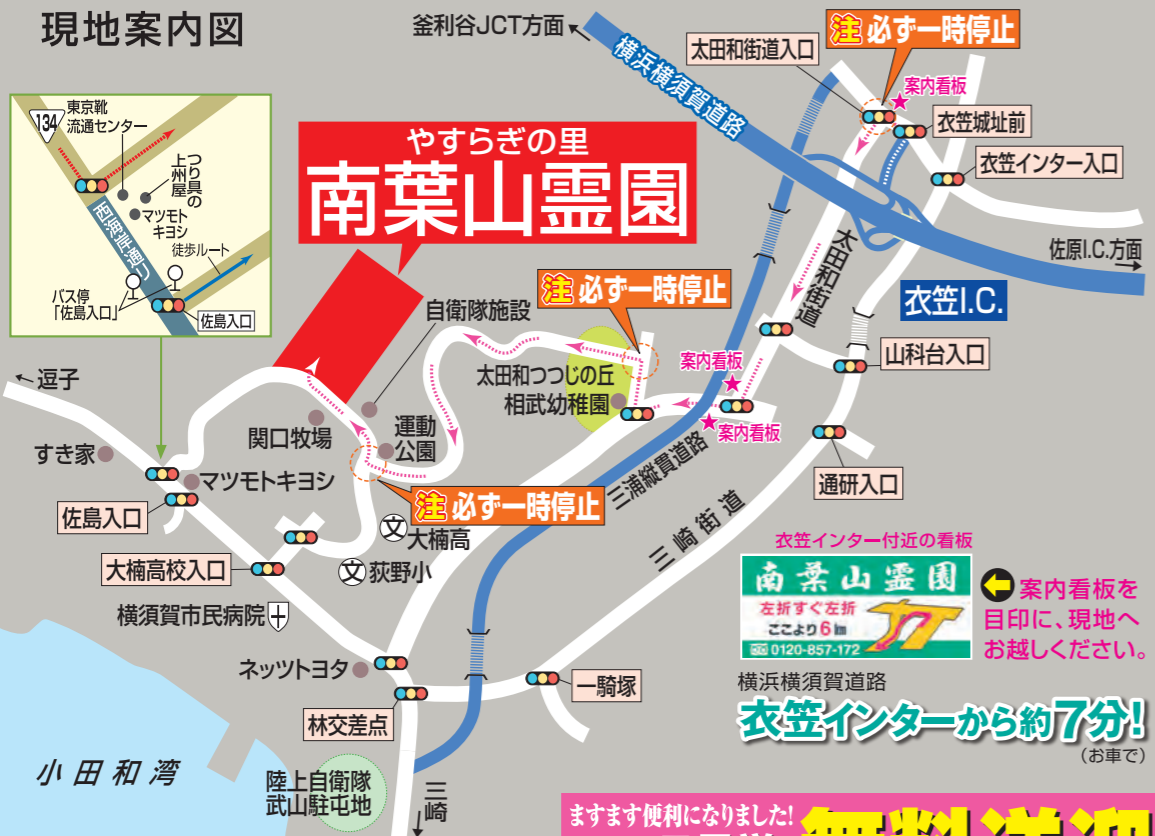 現地案内図
釜利谷JCT方面
横浜横須賀道路
太田和街道入口
注 必ず一時停止
案内看板
衣笠城址前
衣笠インター入口
佐原I.C.方面
衣笠I.C.
134
東京靴
流通センター
つり具の
上州屋
マツモト
キヨシ
西海岸通り
徒歩ルート
バス停
「佐島入口」
佐島入口
やすらぎの里
南葉山霊園
自衛隊施設
注 必ず一時停止
太田和街道
山科台入口
太田和つつじの丘
相武幼稚園
案内看板
案内看板
逗子
関口牧場
運動
公園
すき家
マツモトキヨシ
佐島入口
注 必ず一時停止
三浦縦貫道路
通研入口
三崎街道
大楠高校入口
文
大楠高
文
荻野小
横須賀市民病院
ネッツトヨタ
一騎塚
林交差点
小田和湾
陸上自衛隊
武山駐屯地
三崎
衣笠インター付近の看板
南葉山霊園
左折すぐ左折
ここより6km
0120-857-172
案内看板を
目印に、現地へ
お越しください。
横浜横須賀道路
衣笠インターから約7分!
(お車で)
ますます便利になりました!